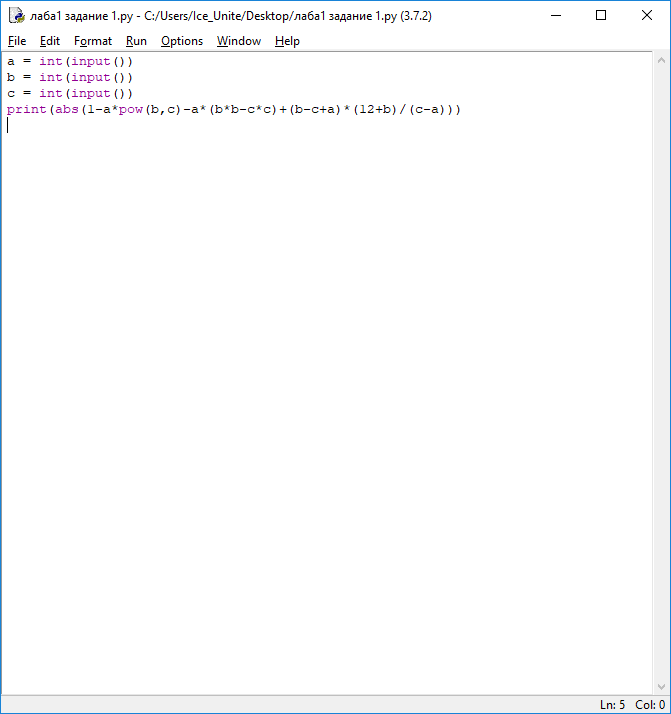 лаба1 задание 1.py - C:/Users/Ice_Unite/Desktop/лаба1 задание 1.py (3.7.2)
File Edit Format Run Options Window Help
a = int(input())
b = int(input())
c = int(input())
print(abs(1-a*pow(b,c)-a*(b*b-c*c)+(b-c+a)*(12+b)/(c-a)))
Ln: 5 Col: 0